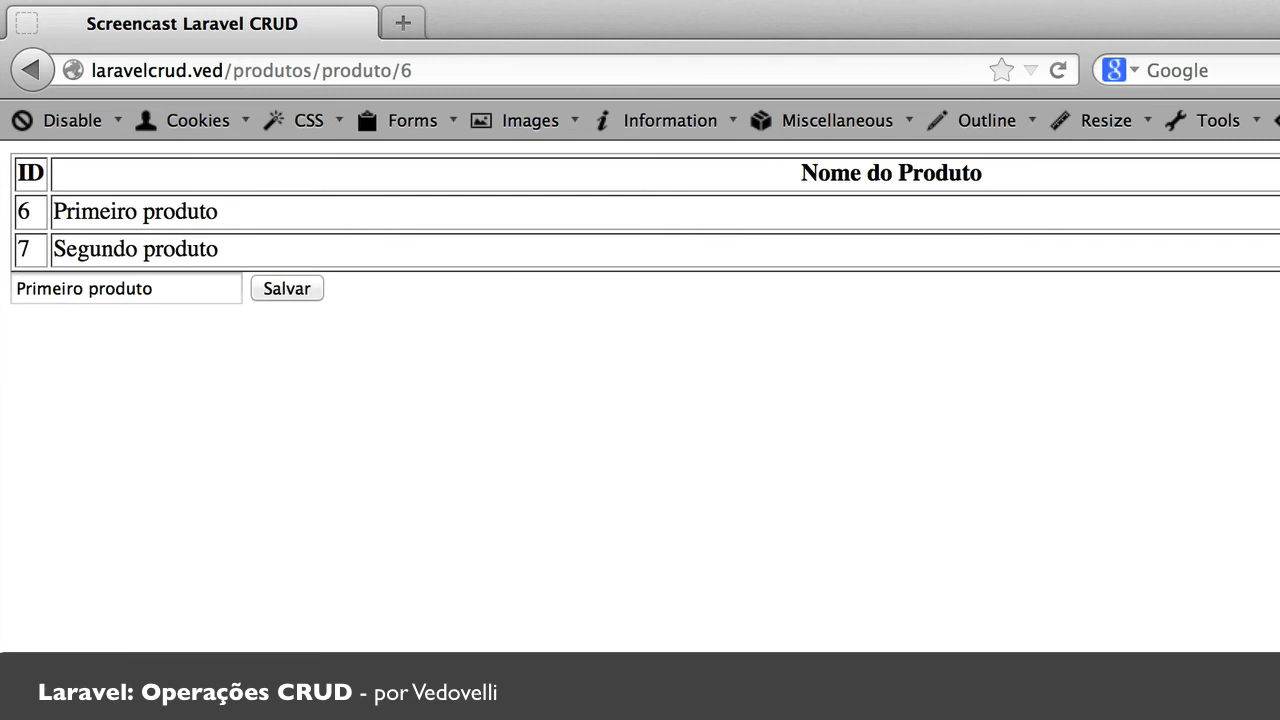 Screencast Laravel CRUD
laravelcrud.ved/produtos/produto/6
Google
Disable Cookies CSS Forms Images Information Miscellaneous Outline Resize Tools
ID Nome do Produto
6 Primeiro produto
7 Segundo produto
Primeiro produto Salvar
Laravel: Operações CRUD - por Vedovelli